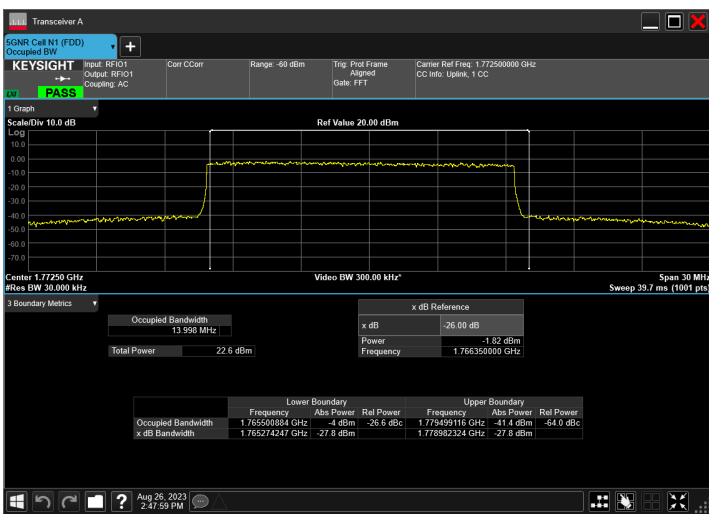 Transceiver A
5GNR Cell N1 (FDD)
Occupied BW
KEYSIGHT Input: RFIO1 Corr CCorr Range: -60 dBm Trig: Prot Frame Carrier Ref Freq: 1.772500000 GHz
Output: RFIO1 Aligned CC Info: Uplink, 1 CC
Coupling: AC Gate: FFT
LXI PASS
1 Graph
Scale/Div 10.0 dB Ref Value 20.00 dBm
Log
10.0
0.00
-10.0
-20.0
-30.0
-40.0
-50.0
-60.0
-70.0
Center 1.77250 GHz Video BW 300.00 kHz* Span 30 MHz
#Res BW 30.000 kHz Sweep 39.7 ms (1001 pts)
3 Boundary Metrics
x dB Reference
Occupied Bandwidth
13.998 MHz
x dB -26.00 dB
Power -1.82 dBm
Total Power 22.6 dBm
Frequency 1.766350000 GHz
Lower Boundary Upper Boundary
Frequency Abs Power Rel Power Frequency Abs Power Rel Power
Occupied Bandwidth 1.765500884 GHz -4 dBm -26.6 dBc 1.779499116 GHz -41.4 dBm -64.0 dBc
x dB Bandwidth 1.765274247 GHz -27.8 dBm 1.778982324 GHz -27.8 dBm
? Aug 26, 2023
2:47:59 PM